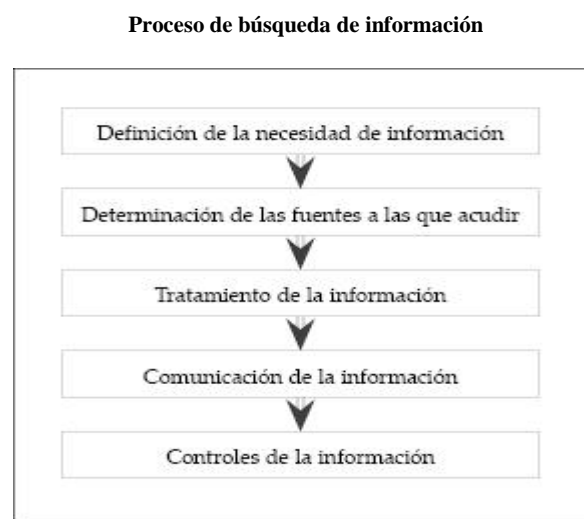 Proceso de búsqueda de información
Definición de la necesidad de información
Determinación de las fuentes a las que acudir
Tratamiento de la información
Comunicación de la información
Controles de la información